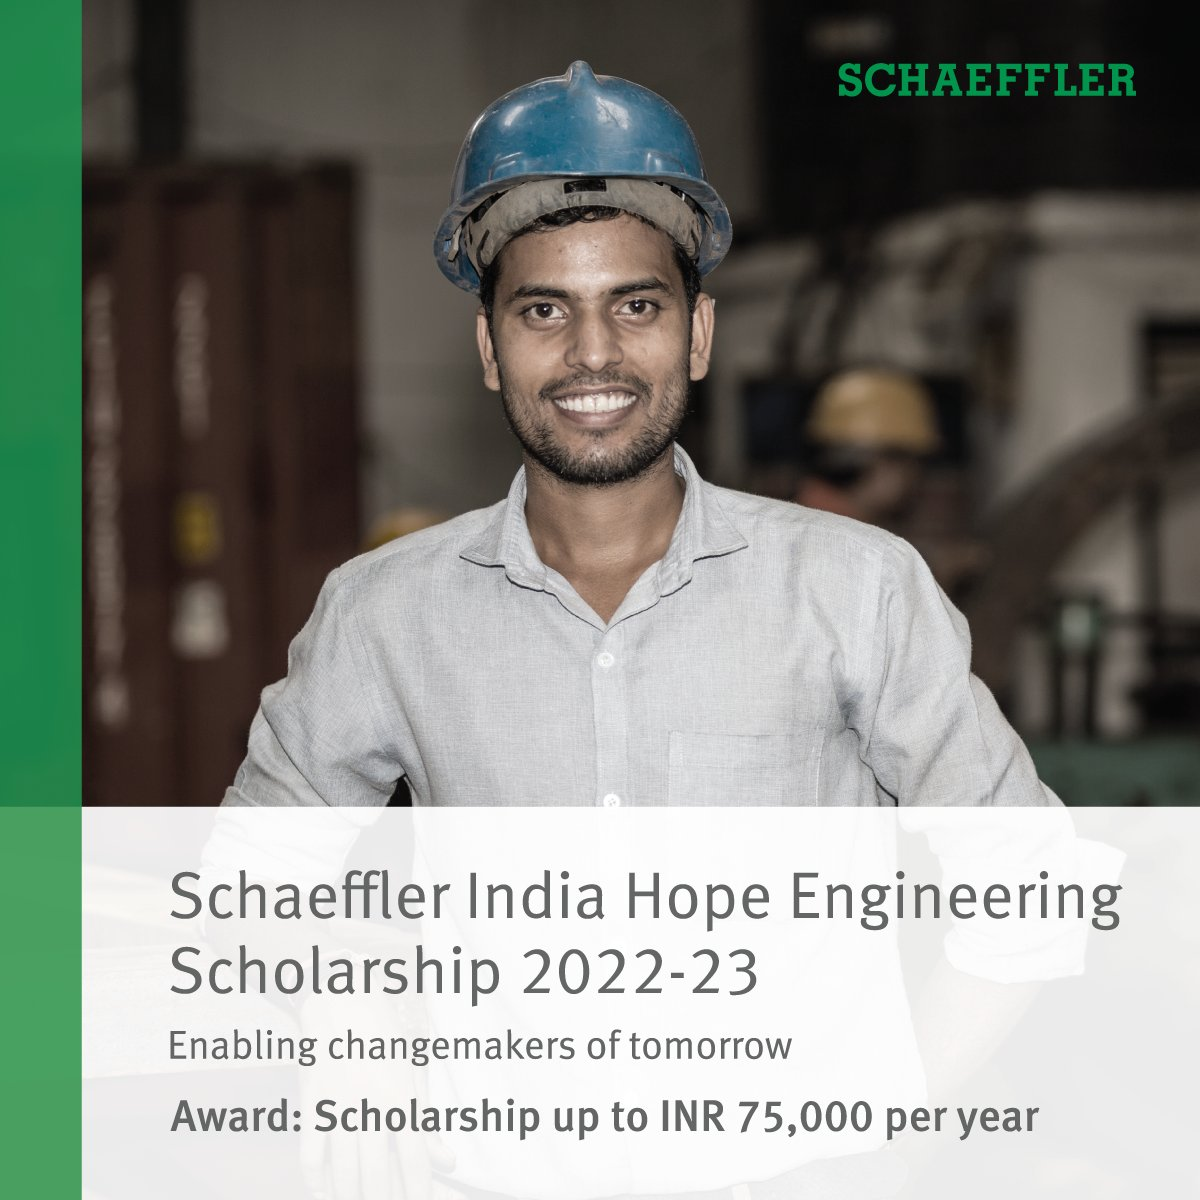 SCHAEFFLER
Schaeffler India Hope Engineering
Scholarship 2022-23
Enabling changemakers of tomorrow
Award: Scholarship up to INR 75,000 per year